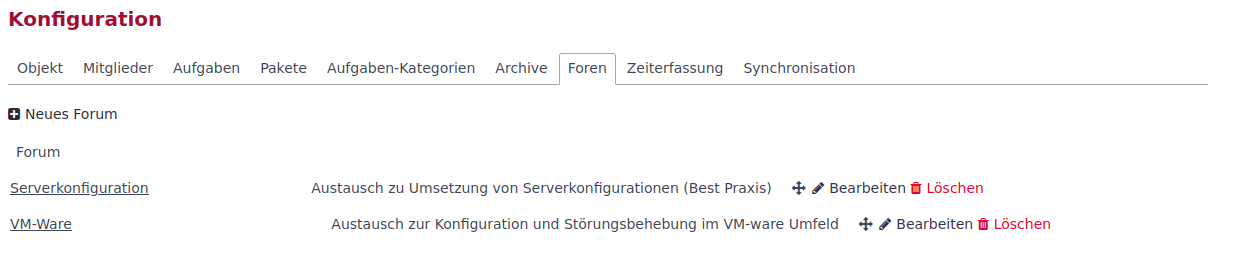 Konfiguration
Objekt Mitglieder Aufgaben Pakete Aufgaben-Kategorien Archive Foren Zeiterfassung Synchronisation
Neues Forum
Forum
Serverkonfiguration Austausch zu Umsetzung von Serverkonfigurationen (Best Praxis) Bearbeiten Löschen
VM-Ware Austausch zur Konfiguration und Störungsbehebung im VM-ware Umfeld Bearbeiten Löschen